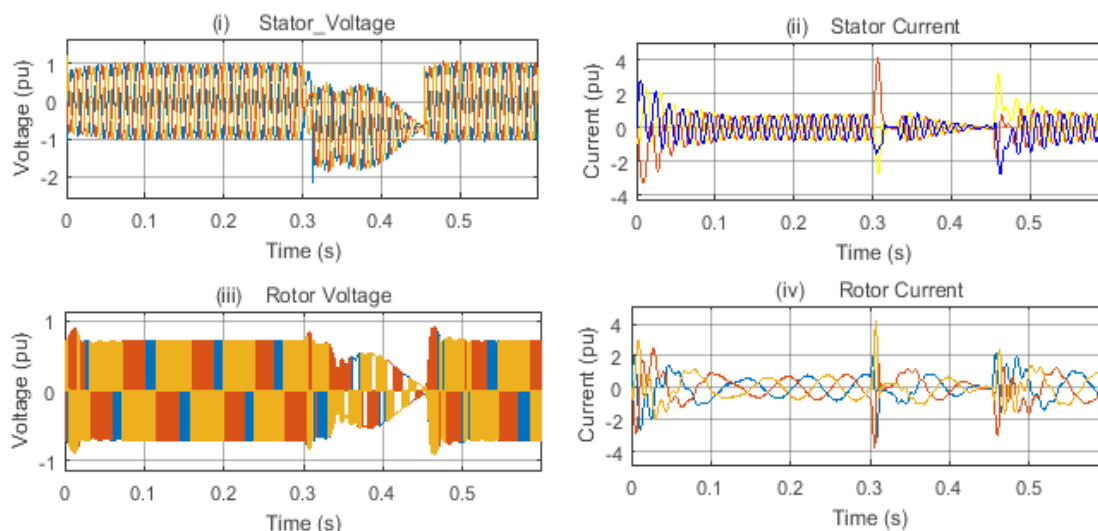 (i) Stator_Voltage
Voltage (pu)
1
0
-1
-2
0 0.1 0.2 0.3 0.4 0.5
Time (s)
(ii) Stator Current
Current (pu)
4
2
0
-2
-4
0 0.1 0.2 0.3 0.4 0.5
Time (s)
(iii) Rotor Voltage
Voltage (pu)
1
0
-1
0 0.1 0.2 0.3 0.4 0.5
Time (s)
(iv) Rotor Current
Current (pu)
4
2
0
-2
-4
0 0.1 0.2 0.3 0.4 0.5
Time (s)